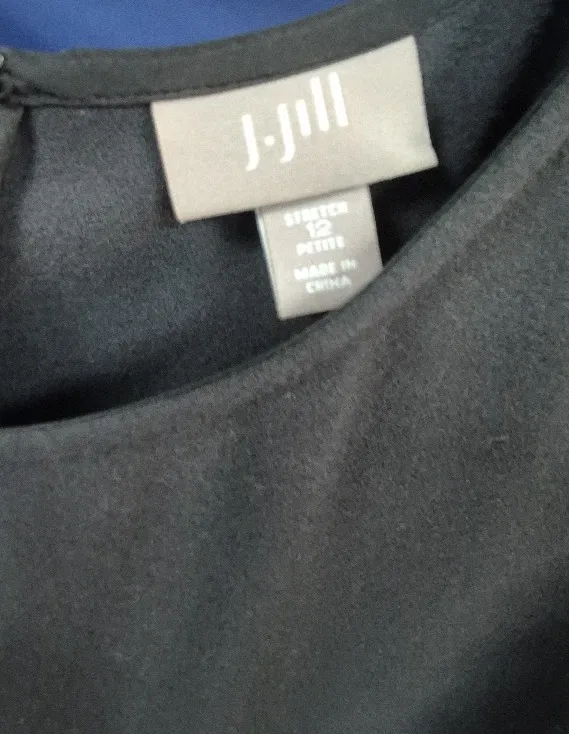 J.Jill
STRETCH
12
PETITE
MADE IN
CHINA